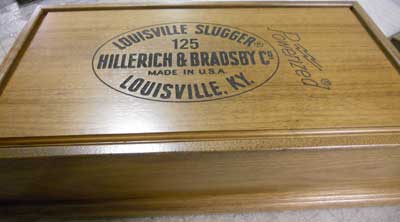 LOUISVILLE SLUGGER®
125
HILLERICH & BRADSBY Cº
MADE IN U.S.A.
LOUISVILLE, KY.
Powerized